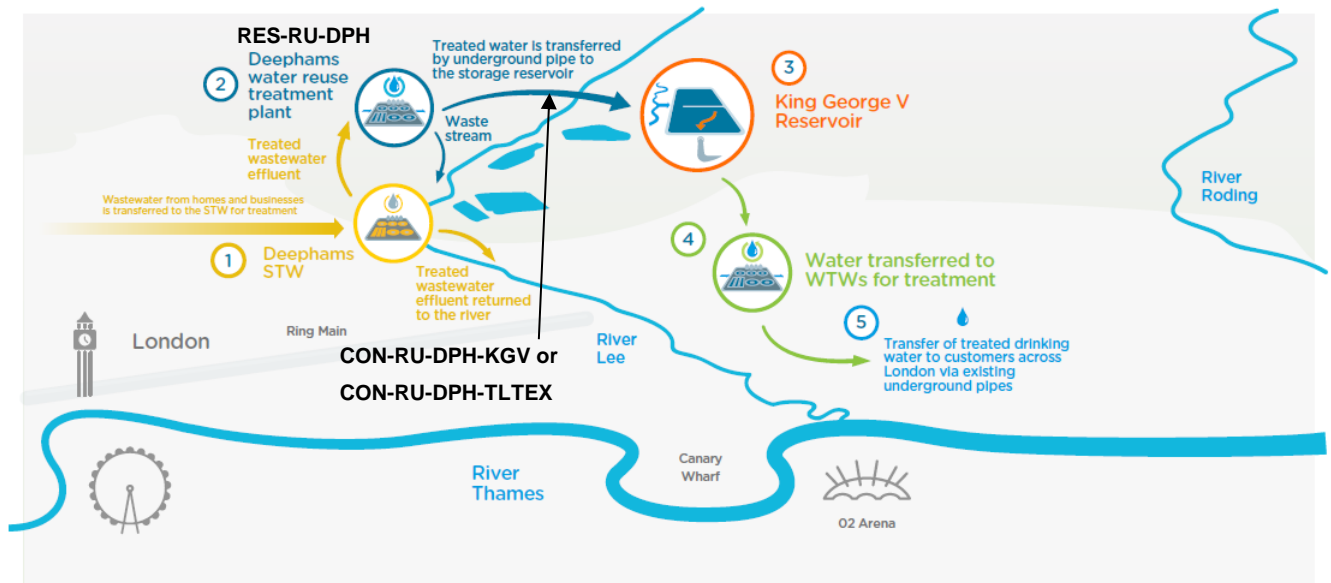 RES-RU-DPH
2
Deephams
water reuse
treatment
plant
Treated water is transferred
by underground pipe to
the storage reservoir
3
King George V
Reservoir
Waste
stream
Treated
wastewater
effluent
Wastewater from homes and businesses
is transferred to the STW for treatment
1
Deephams
STW
Treated
wastewater
effluent returned
to the river
4
Water transferred to
WTWs for treatment
5
Transfer of treated drinking
water to customers across
London via existing
underground pipes
River
Roding
London
Ring Main
CON-RU-DPH-KGV or
CON-RU-DPH-TLTEX
River
Lee
River
Thames
Canary
Wharf
O2 Arena